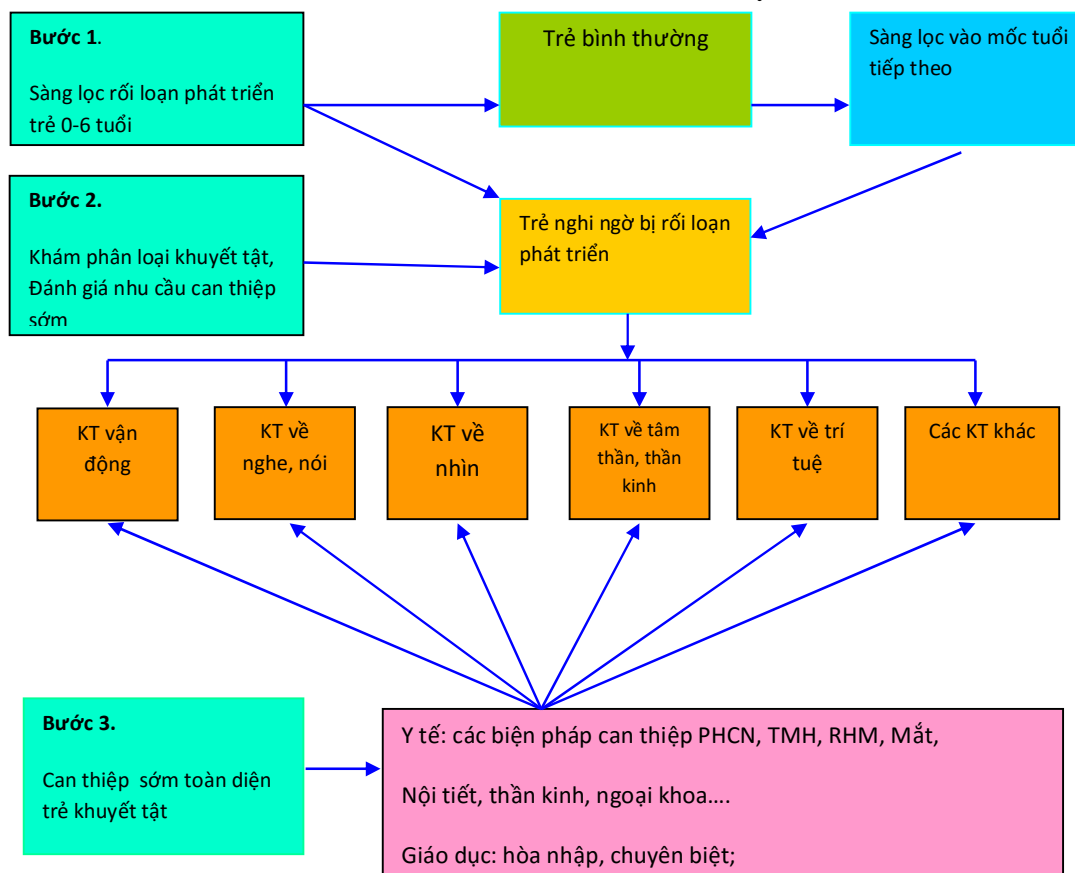 Bước 1.
Sàng lọc rối loạn phát triển
trẻ 0-6 tuổi
Trẻ bình thường
Sàng lọc vào mốc tuổi
tiếp theo
Bước 2.
Khám phân loại khuyết tật,
Đánh giá nhu cầu can thiệp
sớm
Trẻ nghi ngờ bị rối loạn
phát triển
KT vận
động
KT về
nghe, nói
KT về
nhìn
KT về tâm
thần, thần
kinh
KT về trí
tuệ
Các KT khác
Bước 3.
Can thiệp sớm toàn diện
trẻ khuyết tật
Y tế: các biện pháp can thiệp PHCN, TMH, RHM, Mắt,
Nội tiết, thần kinh, ngoại khoa....
Giáo dục: hòa nhập, chuyên biệt;